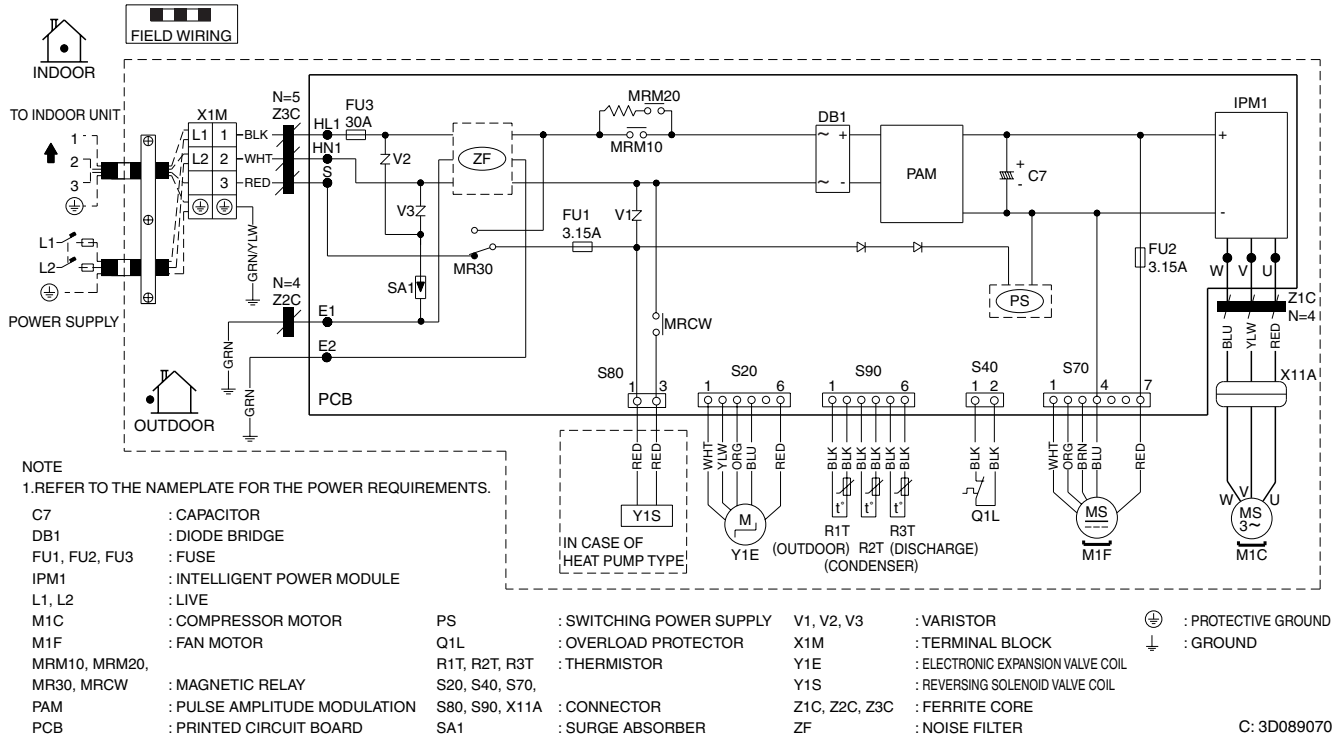 FIELD WIRING
INDOOR
TO INDOOR UNIT
1
2
3
L1
L2
POWER SUPPLY
X1M
L1 1
L2 2
3
BLK
WHT
RED
GRN/YLW
N=5
Z3C
HL1
HN1
S
FU3
30A
V2
V3
SA1
ZF
N=4
Z2C
E1
E2
GRN
GRN
OUTDOOR
PCB
MRM20
MRM10
MR30
FU1
3.15A
V1
MRCW
DB1
~ +
~ -
PAM
+
-
C7
PS
FU2
3.15A
IPM1
+
-
W V U
Z1C
N=4
BLU
YLW
RED
X11A
W V U
MS
3~
M1C
S80
1 3
RED
RED
Y1S
IN CASE OF
HEAT PUMP TYPE
S20
1 6
WHT
YLW
ORG
BLU
RED
M
Y1E
S90
1 6
BLK
BLK
BLK
BLK
BLK
BLK
t° t° t°
R1T
(OUTDOOR)
R2T
(CONDENSER)
R3T
(DISCHARGE)
S40
1 2
BLK
BLK
Q1L
S70
1 4 7
WHT
ORG
BRN
BLU
RED
MS
M1F
NOTE
1.REFER TO THE NAMEPLATE FOR THE POWER REQUIREMENTS.
C7 : CAPACITOR
DB1 : DIODE BRIDGE
FU1, FU2, FU3 : FUSE
IPM1 : INTELLIGENT POWER MODULE
L1, L2 : LIVE
M1C : COMPRESSOR MOTOR
M1F : FAN MOTOR
MRM10, MRM20,
MR30, MRCW : MAGNETIC RELAY
PAM : PULSE AMPLITUDE MODULATION
PCB : PRINTED CIRCUIT BOARD
PS : SWITCHING POWER SUPPLY
Q1L : OVERLOAD PROTECTOR
R1T, R2T, R3T : THERMISTOR
S20, S40, S70,
S80, S90, X11A : CONNECTOR
SA1 : SURGE ABSORBER
V1, V2, V3 : VARISTOR
X1M : TERMINAL BLOCK
Y1E : ELECTRONIC EXPANSION VALVE COIL
Y1S : REVERSING SOLENOID VALVE COIL
Z1C, Z2C, Z3C : FERRITE CORE
ZF : NOISE FILTER
: PROTECTIVE GROUND
: GROUND
C: 3D089070